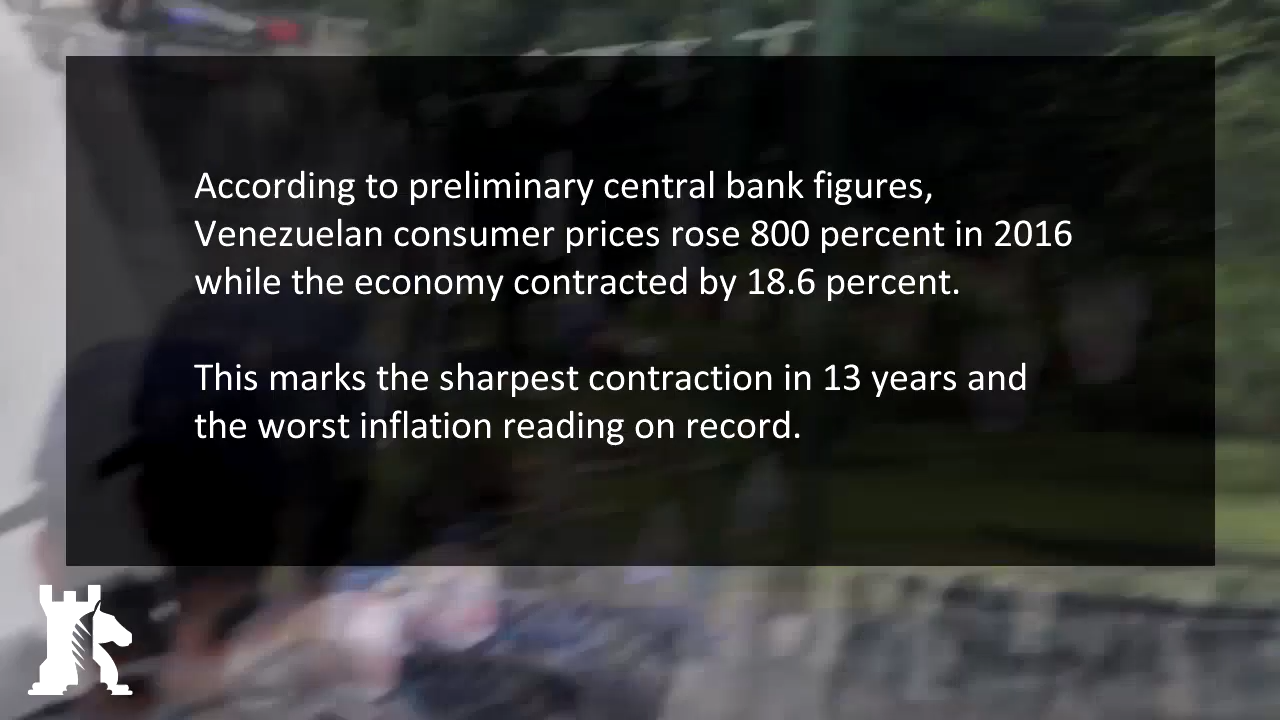 According to preliminary central bank figures,
Venezuelan consumer prices rose 800 percent in 2016
while the economy contracted by 18.6 percent.
This marks the sharpest contraction in 13 years and
the worst inflation reading on record.